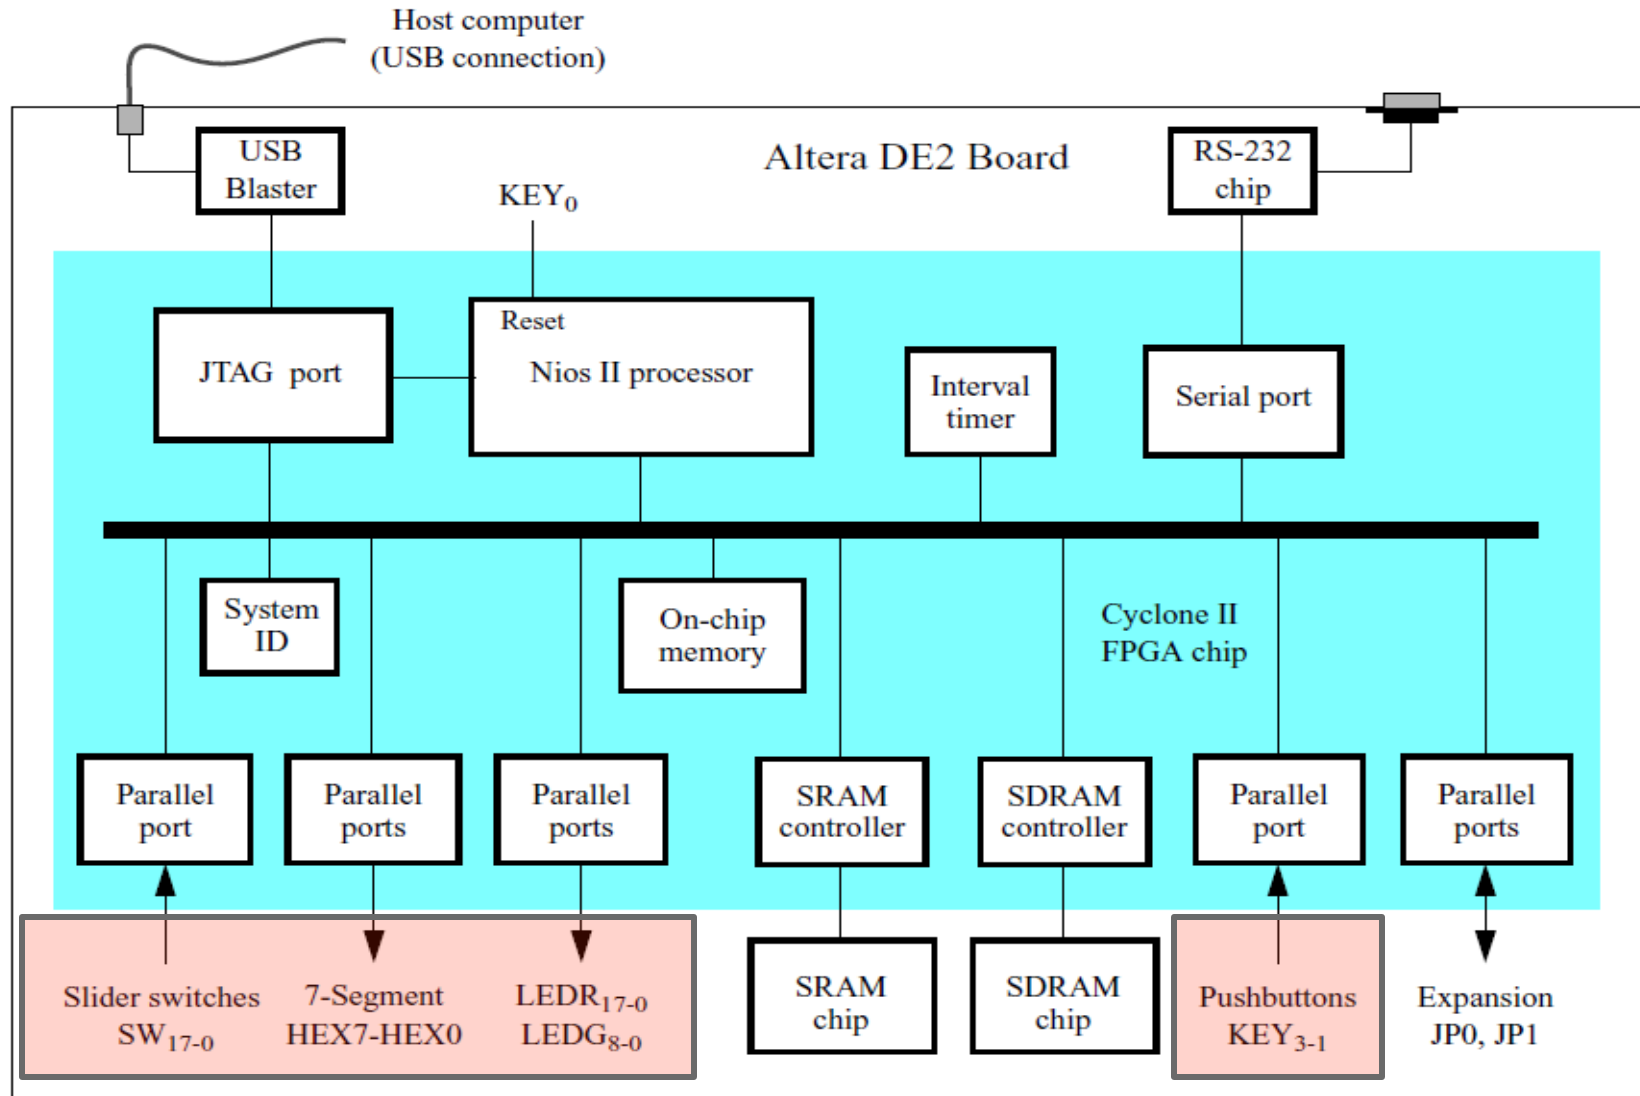 Host computer
(USB connection)
USB
Blaster
Altera DE2 Board
RS-232
chip
KEY₀
Reset
JTAG port
Nios II processor
Interval
timer
Serial port
System
ID
On-chip
memory
Cyclone II
FPGA chip
Parallel
port
Parallel
ports
Parallel
ports
SRAM
controller
SDRAM
controller
Parallel
port
Parallel
ports
Slider switches
SW₁₇₋₀
7-Segment
HEX7-HEX0
LEDR₁₇₋₀
LEDG₈₋₀
SRAM
chip
SDRAM
chip
Pushbuttons
KEY₃₋₁
Expansion
JP0, JP1